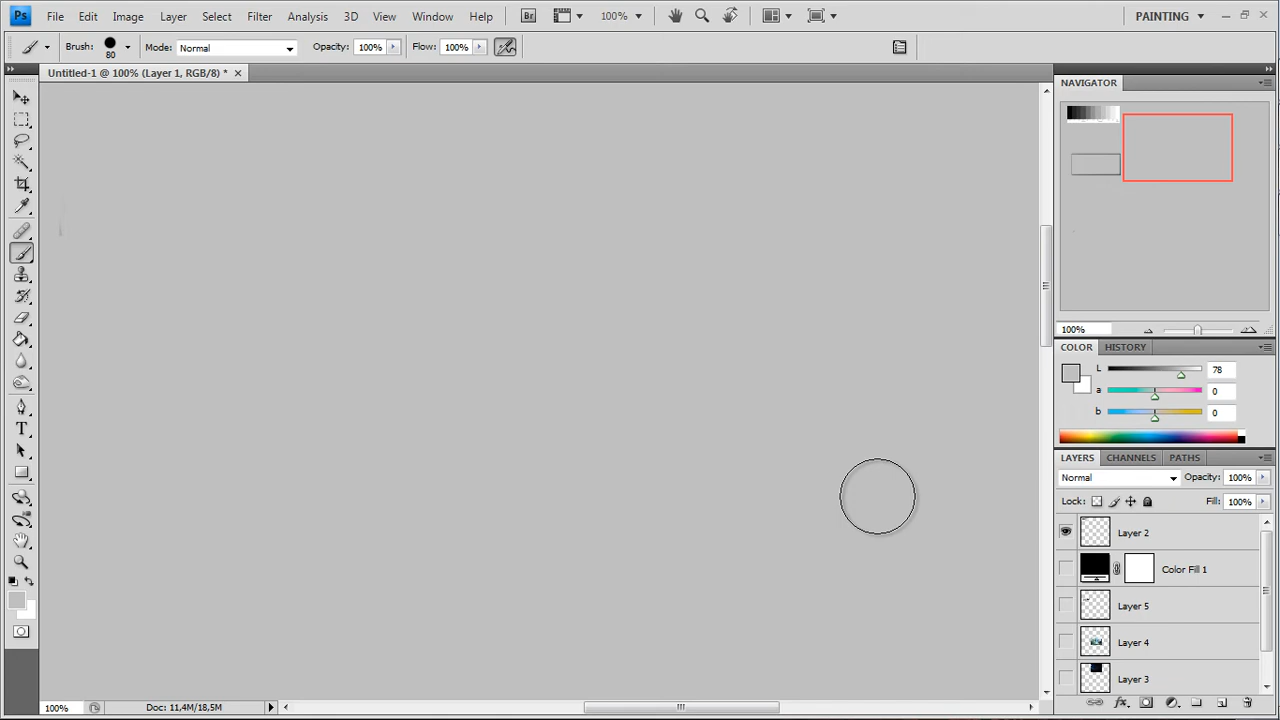 Ps File Edit Image Layer Select Filter Analysis 3D View Window Help Br 100% PAINTING
Brush: 80 Mode: Normal Opacity: 100% Flow: 100%
Untitled-1 @ 100% (Layer 1, RGB/8) *
NAVIGATOR
100%
COLOR HISTORY
L 78
a 0
b 0
LAYERS CHANNELS PATHS
Normal Opacity: 100%
Lock: Fill: 100%
Layer 2
Color Fill 1
Layer 5
Layer 4
Layer 3
100% Doc: 11,4M/18,5M